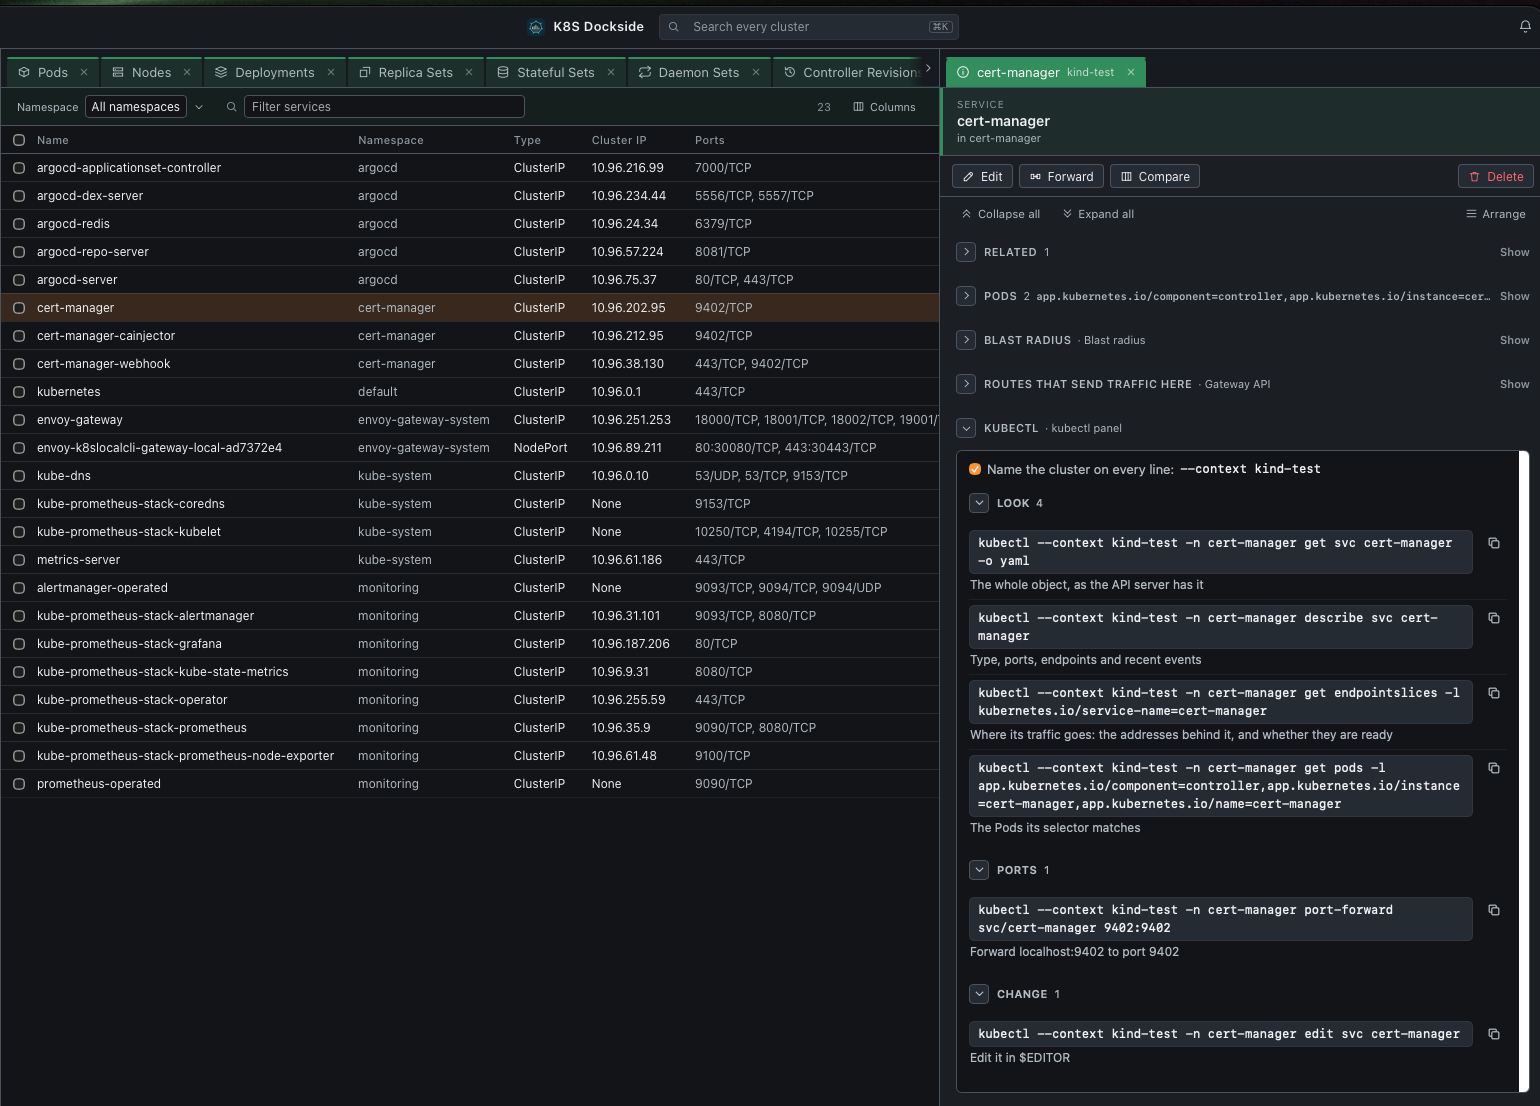 K8S Dockside
Search every cluster
⌘K
Pods
Nodes
Deployments
Replica Sets
Stateful Sets
Daemon Sets
Controller Revisions
Namespace
All namespaces
Filter services
23
Columns
Name Namespace Type Cluster IP Ports
argocd-applicationset-controller argocd ClusterIP 10.96.216.99 7000/TCP
argocd-dex-server argocd ClusterIP 10.96.234.44 5556/TCP, 5557/TCP
argocd-redis argocd ClusterIP 10.96.24.34 6379/TCP
argocd-repo-server argocd ClusterIP 10.96.57.224 8081/TCP
argocd-server argocd ClusterIP 10.96.75.37 80/TCP, 443/TCP
cert-manager cert-manager ClusterIP 10.96.202.95 9402/TCP
cert-manager-cainjector cert-manager ClusterIP 10.96.212.95 9402/TCP
cert-manager-webhook cert-manager ClusterIP 10.96.38.130 443/TCP, 9402/TCP
kubernetes default ClusterIP 10.96.0.1 443/TCP
envoy-gateway envoy-gateway-system ClusterIP 10.96.251.253 18000/TCP, 18001/TCP, 18002/TCP, 19001/
envoy-k8slocalcli-gateway-local-ad7372e4 envoy-gateway-system NodePort 10.96.89.211 80:30080/TCP, 443:30443/TCP
kube-dns kube-system ClusterIP 10.96.0.10 53/UDP, 53/TCP, 9153/TCP
kube-prometheus-stack-coredns kube-system ClusterIP None 9153/TCP
kube-prometheus-stack-kubelet kube-system ClusterIP None 10250/TCP, 4194/TCP, 10255/TCP
metrics-server kube-system ClusterIP 10.96.61.186 443/TCP
alertmanager-operated monitoring ClusterIP None 9093/TCP, 9094/TCP, 9094/UDP
kube-prometheus-stack-alertmanager monitoring ClusterIP 10.96.31.101 9093/TCP, 8080/TCP
kube-prometheus-stack-grafana monitoring ClusterIP 10.96.187.206 80/TCP
kube-prometheus-stack-kube-state-metrics monitoring ClusterIP 10.96.9.31 8080/TCP
kube-prometheus-stack-operator monitoring ClusterIP 10.96.255.59 443/TCP
kube-prometheus-stack-prometheus monitoring ClusterIP 10.96.35.9 9090/TCP, 8080/TCP
kube-prometheus-stack-prometheus-node-exporter monitoring ClusterIP 10.96.61.48 9100/TCP
prometheus-operated monitoring ClusterIP None 9090/TCP
cert-manager kind-test
SERVICE
cert-manager
in cert-manager
Edit
Forward
Compare
Delete
Collapse all
Expand all
Arrange
RELATED 1 Show
PODS 2 app.kubernetes.io/component=controller,app.kubernetes.io/instance=cer… Show
BLAST RADIUS · Blast radius Show
ROUTES THAT SEND TRAFFIC HERE · Gateway API Show
KUBECTL · kubectl panel
Name the cluster on every line: --context kind-test
LOOK 4
kubectl --context kind-test -n cert-manager get svc cert-manager
-o yaml
The whole object, as the API server has it
kubectl --context kind-test -n cert-manager describe svc cert-
manager
Type, ports, endpoints and recent events
kubectl --context kind-test -n cert-manager get endpointslices -l
kubernetes.io/service-name=cert-manager
Where its traffic goes: the addresses behind it, and whether they are ready
kubectl --context kind-test -n cert-manager get pods -l
app.kubernetes.io/component=controller,app.kubernetes.io/instance
=cert-manager,app.kubernetes.io/name=cert-manager
The Pods its selector matches
PORTS 1
kubectl --context kind-test -n cert-manager port-forward
svc/cert-manager 9402:9402
Forward localhost:9402 to port 9402
CHANGE 1
kubectl --context kind-test -n cert-manager edit svc cert-manager
Edit it in $EDITOR